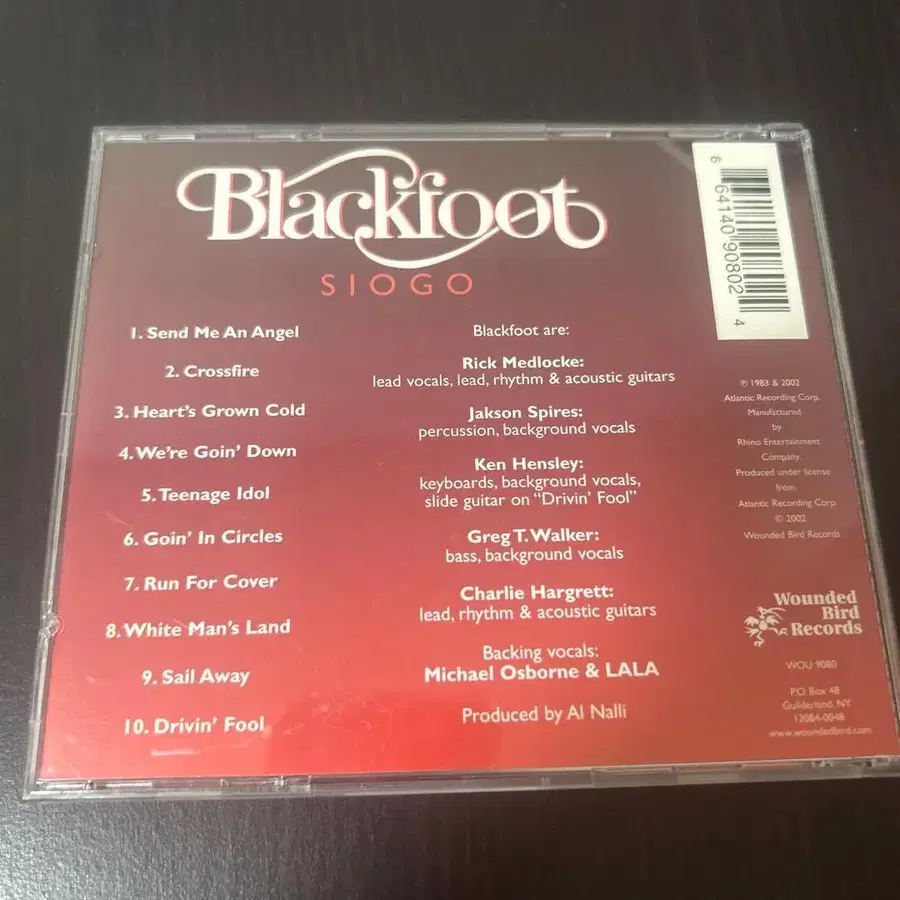 Blackfoot
SIOGO
1. Send Me An Angel
2. Crossfire
3. Heart's Grown Cold
4. We're Goin' Down
5. Teenage Idol
6. Goin' In Circles
7. Run For Cover
8. White Man's Land
9. Sail Away
10. Drivin' Fool
Blackfoot are:
Rick Medlocke:
lead vocals, lead, rhythm & acoustic guitars
Jakson Spires:
percussion, background vocals
Ken Hensley:
keyboards, background vocals,
slide guitar on "Drivin' Fool"
Greg T. Walker:
bass, background vocals
Charlie Hargrett:
lead, rhythm & acoustic guitars
Backing vocals:
Michael Osborne & LALA
Produced by Al Nalli
6 64140 90802 4
℗ 1983 & 2002
Atlantic Recording Corp.
Manufactured
by
Rhino Entertainment
Company.
Produced under license
from
Atlantic Recording Corp.
© 2002
Wounded Bird Records
Wounded
Bird
Records
WOU-9080
P.O. Box 48
Guilderland, NY
12084-0048
www.woundedbird.com